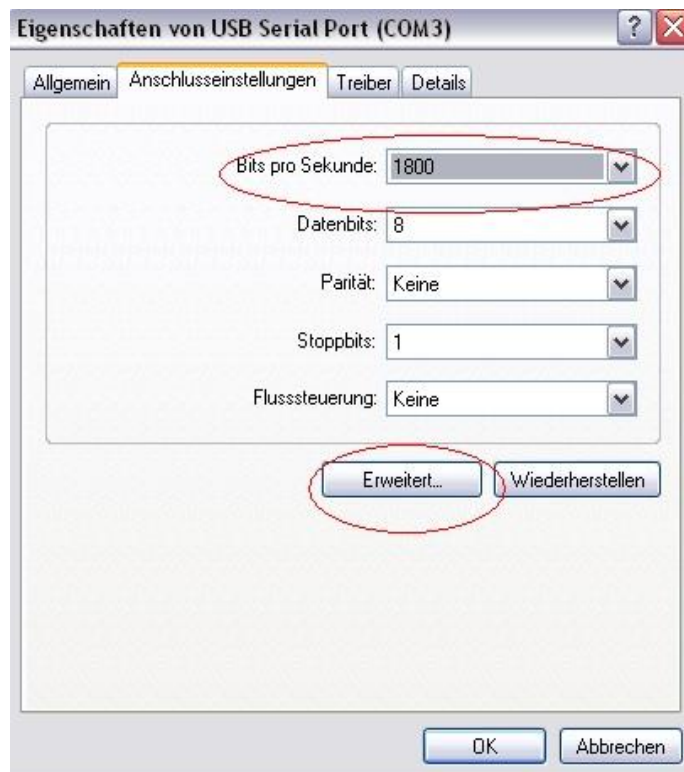 Eigenschaften von USB Serial Port (COM3)
Allgemein Anschlusseinstellungen Treiber Details
Bits pro Sekunde: 1800
Datenbits: 8
Parität: Keine
Stoppbits: 1
Flusssteuerung: Keine
Erweitert... Wiederherstellen
OK Abbrechen